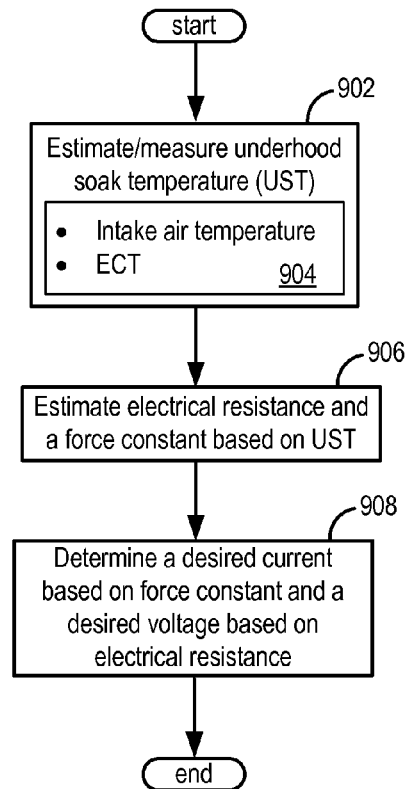 start
902
Estimate/measure underhood
soak temperature (UST)
• Intake air temperature
• ECT
904
906
Estimate electrical resistance and
a force constant based on UST
908
Determine a desired current
based on force constant and a
desired voltage based on
electrical resistance
end